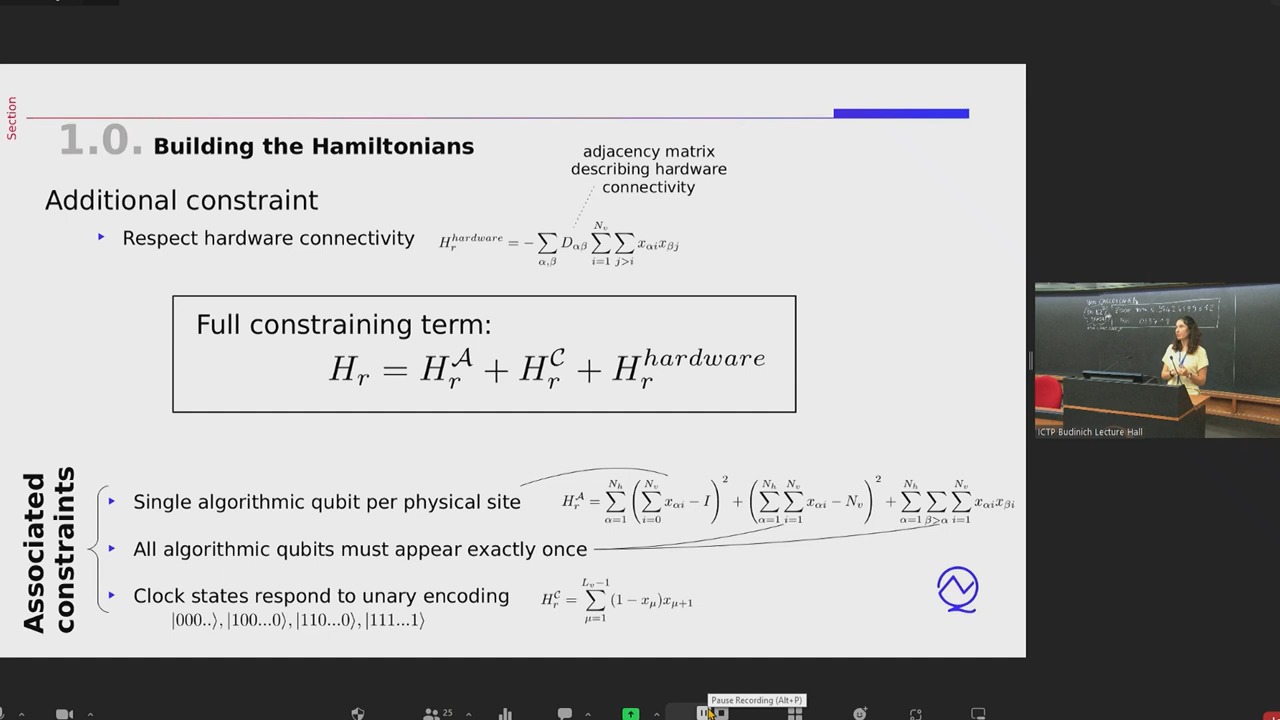 Section
1.0. Building the Hamiltonians
adjacency matrix
describing hardware
connectivity
Additional constraint
‣ Respect hardware connectivity H_r^{hardware} = -\sum_{\alpha,\beta} D_{\alpha\beta} \sum_{i=1}^{N_v} \sum_{j>i} x_{\alpha i} x_{\beta j}
Full constraining term:
H_r = H_r^{\mathcal{A}} + H_r^{\mathcal{C}} + H_r^{hardware}
Associated
constraints
‣ Single algorithmic qubit per physical site H_r^{\mathcal{A}} = \sum_{\alpha=1}^{N_h} \left( \sum_{i=0}^{N_v} x_{\alpha i} - I \right)^2 + \left( \sum_{\alpha=1}^{N_h} \sum_{i=1}^{N_v} x_{\alpha i} - N_v \right)^2 + \sum_{\alpha=1}^{N_h} \sum_{\beta \geq \alpha} \sum_{i=1}^{N_v} x_{\alpha i} x_{\beta i}
‣ All algorithmic qubits must appear exactly once
‣ Clock states respond to unary encoding H_r^{\mathcal{C}} = \sum_{\mu=1}^{L_v-1} (1 - x_\mu) x_{\mu+1}
|000..⟩, |100...0⟩, |110...0⟩, |111...1⟩
ICTP Budinich Lecture Hall
Pause Recording (Alt+P)
25